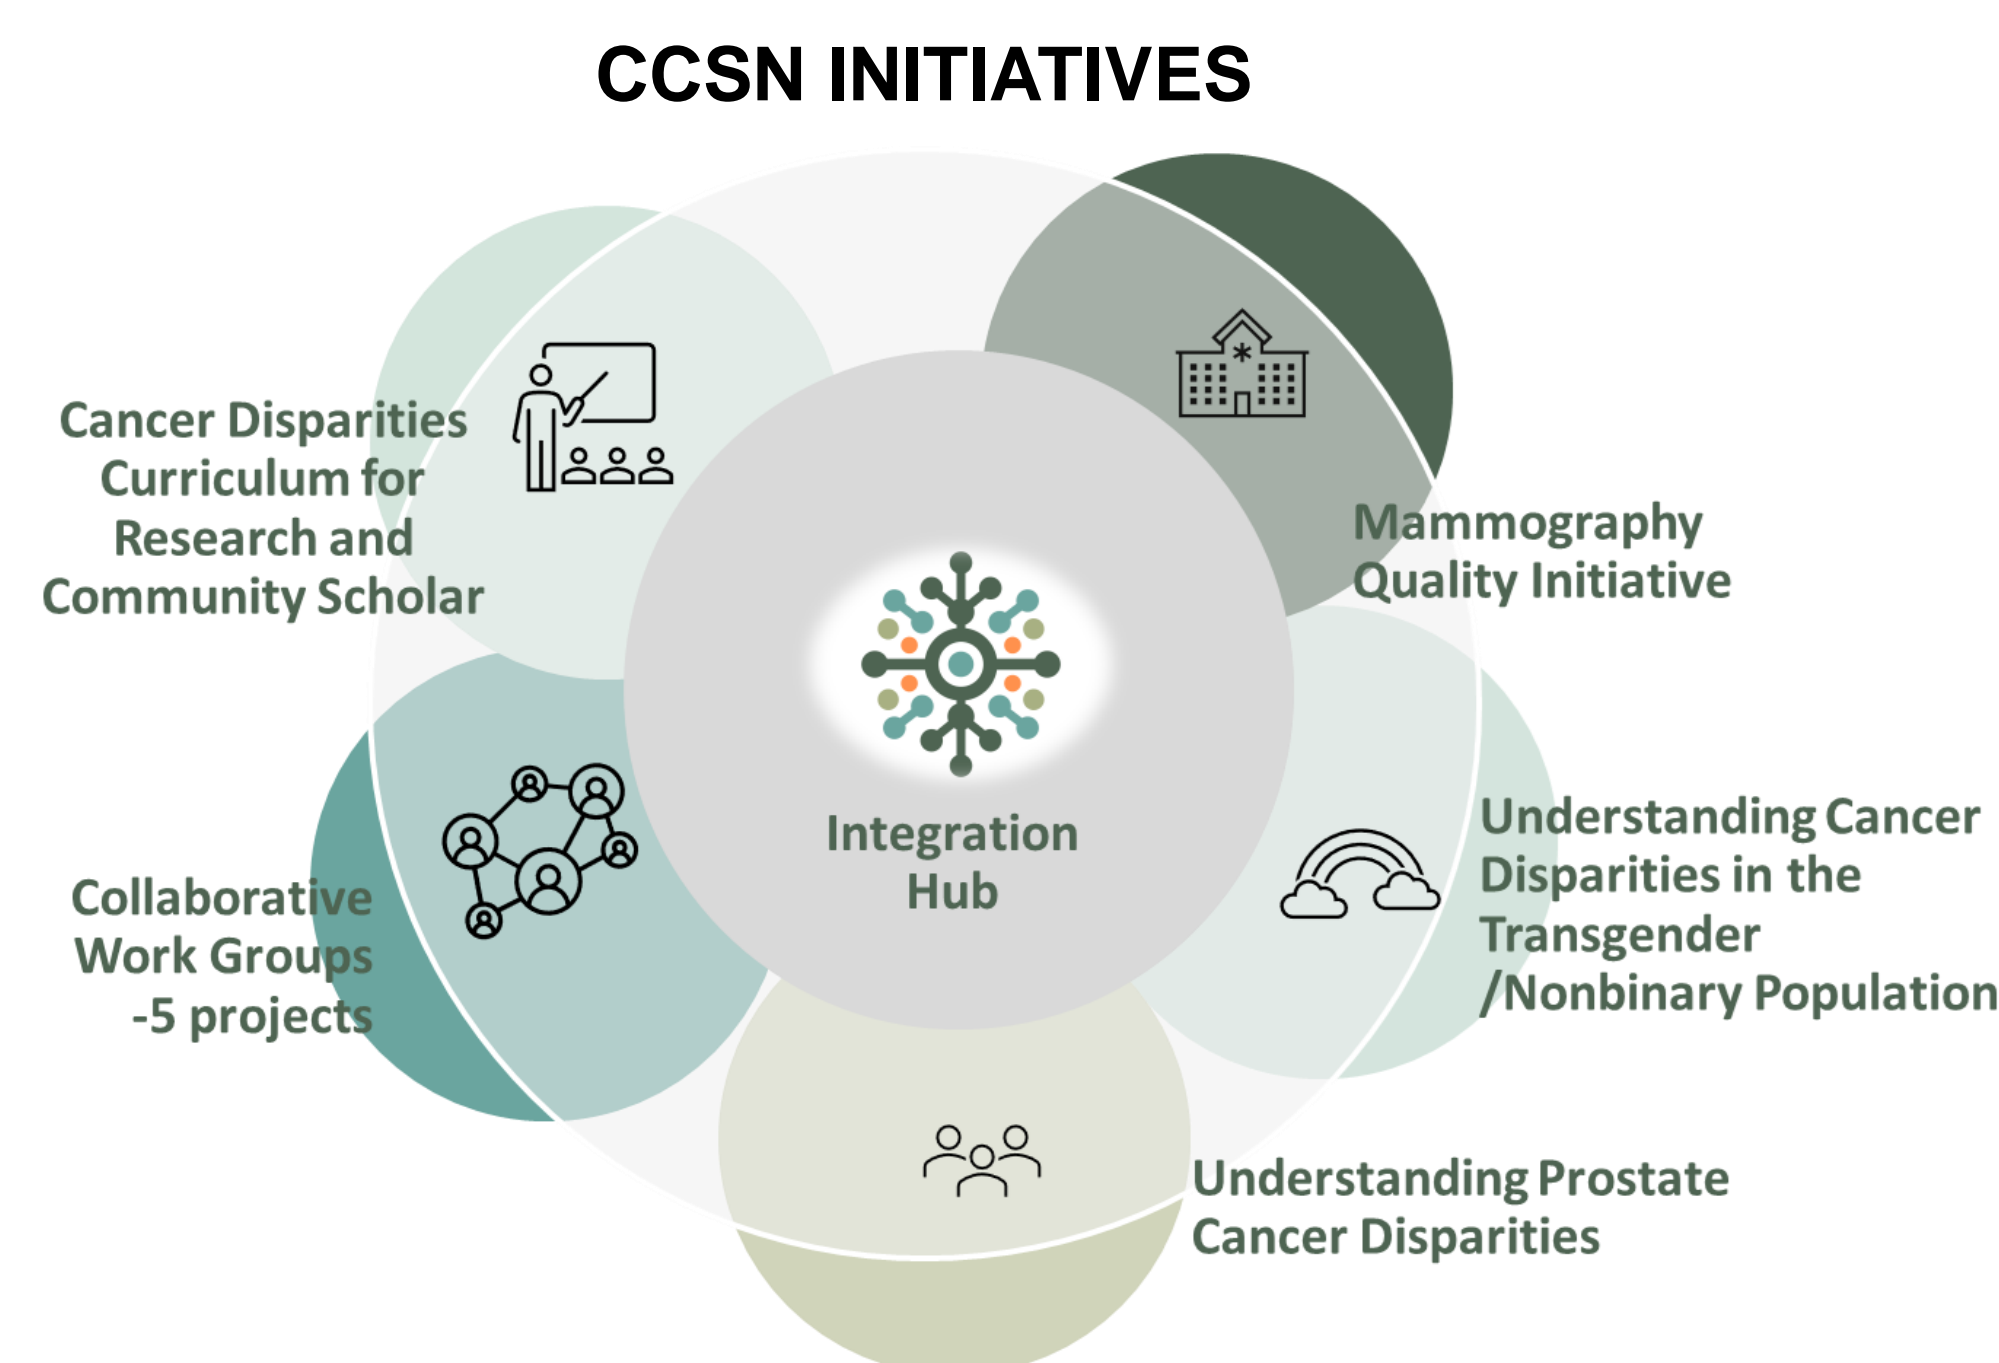 CCSN INITIATIVES
Cancer Disparities
Curriculum for
Research and
Community Scholar
Mammography
Quality Initiative
Integration
Hub
Understanding Cancer
Disparities in the
Transgender
/Nonbinary Population
Collaborative
Work Groups
-5 projects
Understanding Prostate
Cancer Disparities